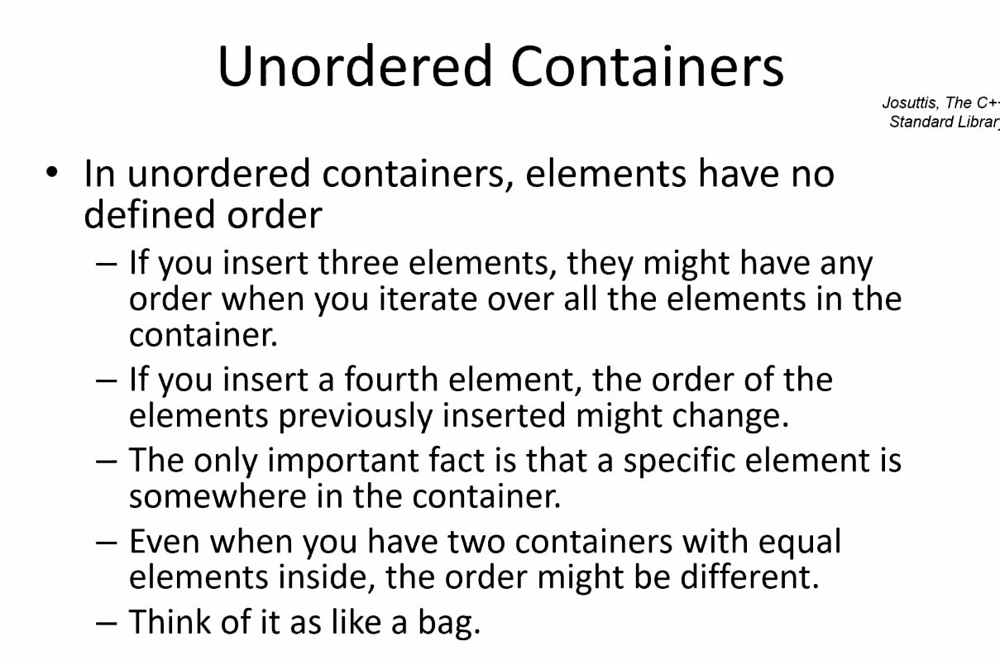 Unordered Containers
Josuttis, The C+
Standard Library
• In unordered containers, elements have no
defined order
– If you insert three elements, they might have any
order when you iterate over all the elements in the
container.
– If you insert a fourth element, the order of the
elements previously inserted might change.
– The only important fact is that a specific element is
somewhere in the container.
– Even when you have two containers with equal
elements inside, the order might be different.
– Think of it as like a bag.